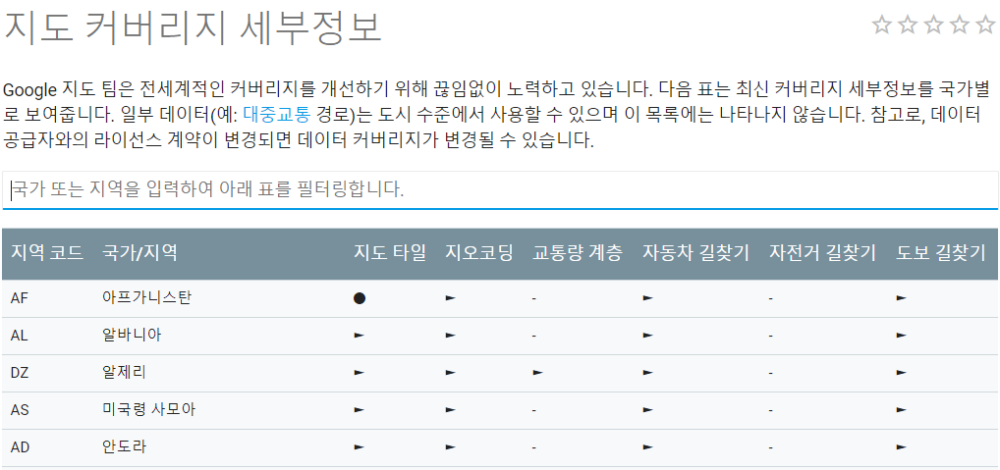 지도 커버리지 세부정보
Google 지도 팀은 전세계적인 커버리지를 개선하기 위해 끊임없이 노력하고 있습니다. 다음 표는 최신 커버리지 세부정보를 국가별
로 보여줍니다. 일부 데이터(예: 대중교통 경로)는 도시 수준에서 사용할 수 있으며 이 목록에는 나타나지 않습니다. 참고로, 데이터
공급자와의 라이선스 계약이 변경되면 데이터 커버리지가 변경될 수 있습니다.
국가 또는 지역을 입력하여 아래 표를 필터링합니다.
지역 코드 국가/지역 지도 타일 지오코딩 교통량 계층 자동차 길찾기 자전거 길찾기 도보 길찾기
AF 아프가니스탄 ● ► - ► - ►
AL 알바니아 ► ► - ► - ►
DZ 알제리 ► ► ► ► - ►
AS 미국령 사모아 ► ► - ► - ►
AD 안도라 ► ► - ► - ►